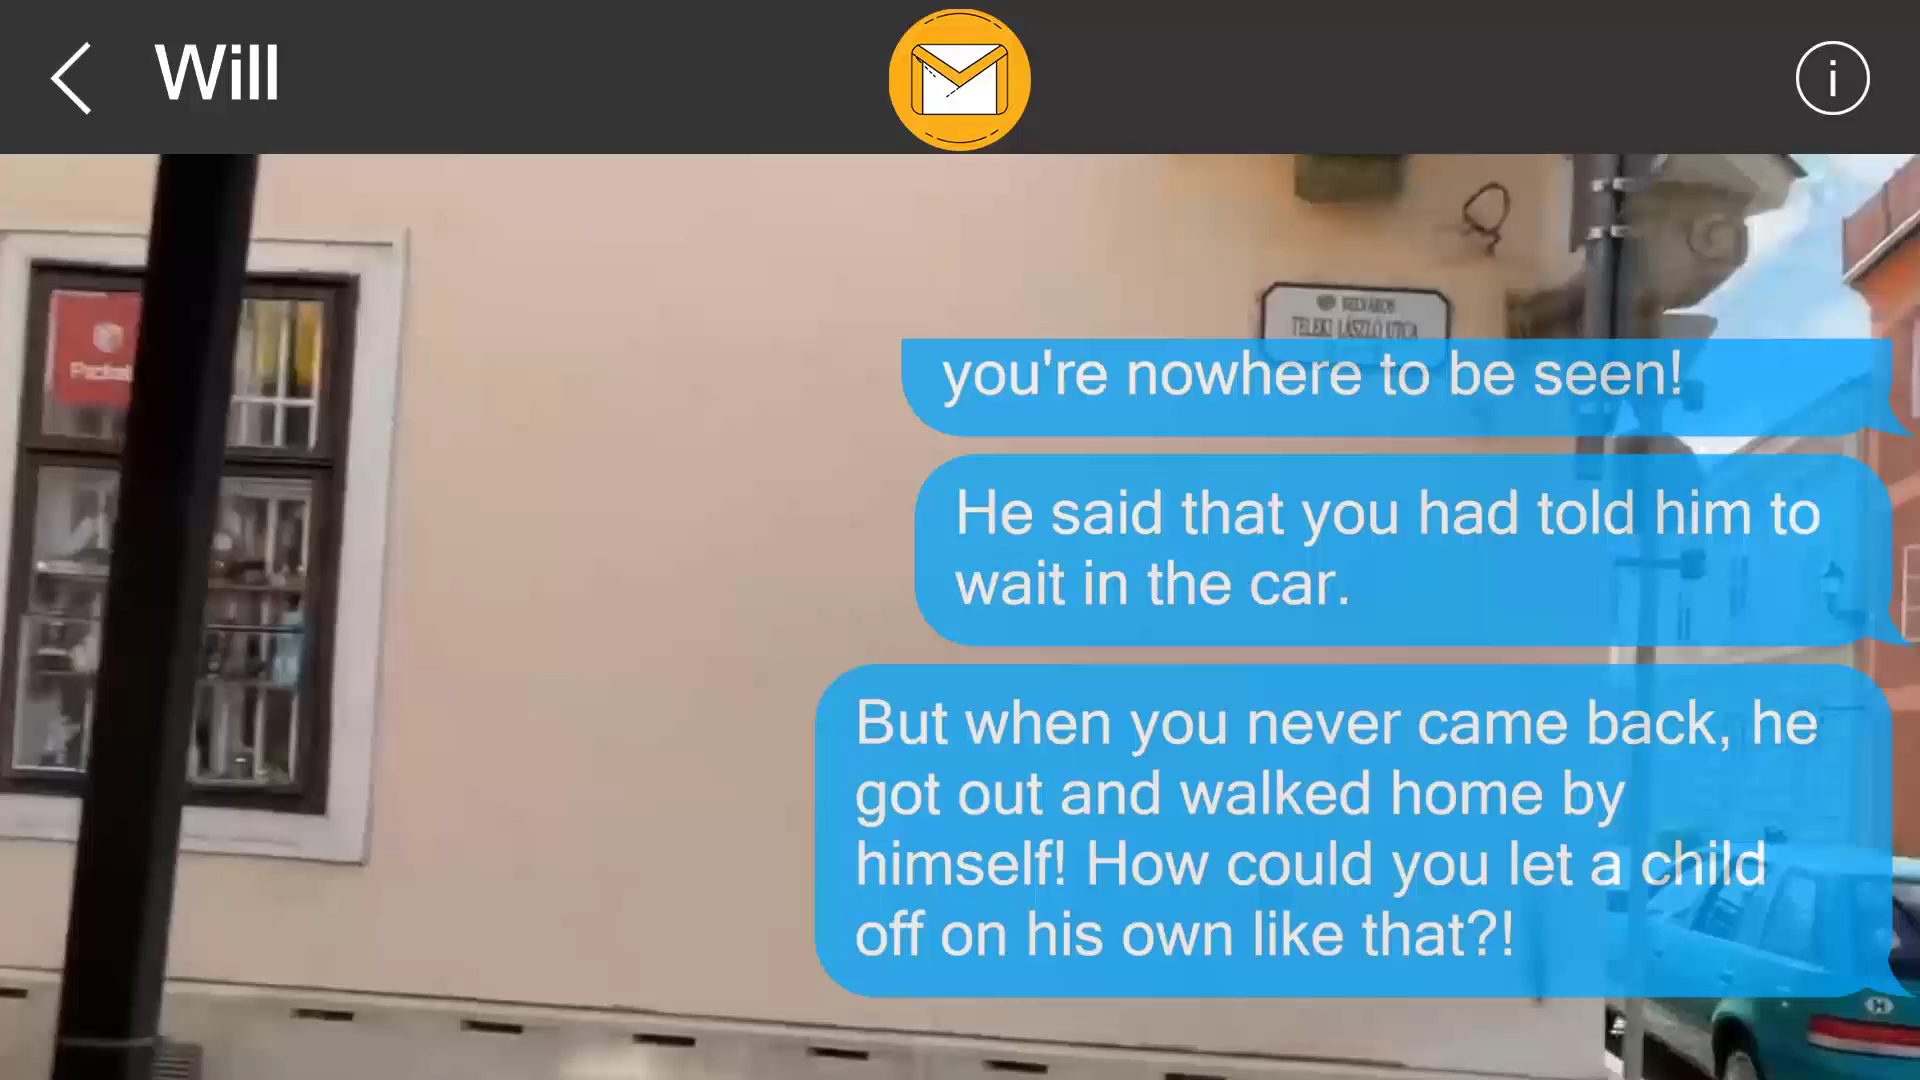 Will
i
Packet
TELEKI LÁSZLÓ UTCA
you're nowhere to be seen!
He said that you had told him to
wait in the car.
But when you never came back, he
got out and walked home by
himself! How could you let a child
off on his own like that?!
H